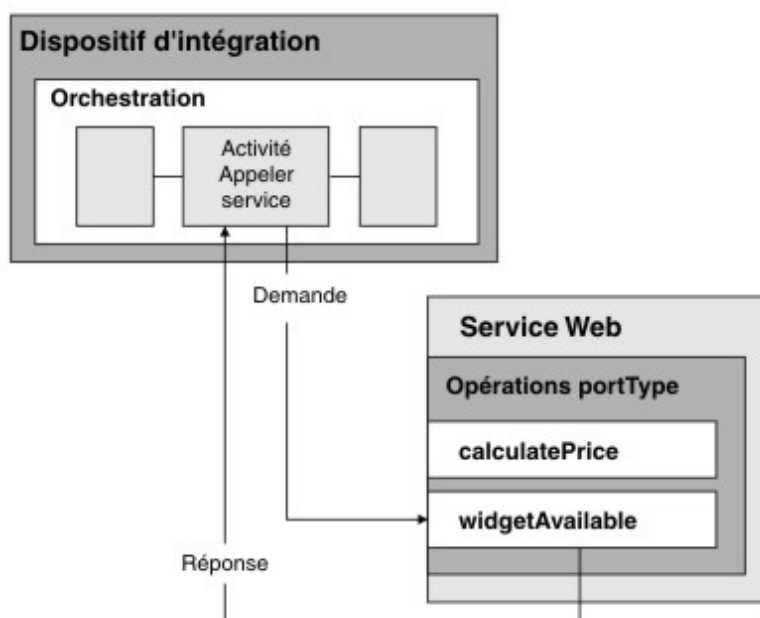 Dispositif d'intégration
Orchestration
Activité
Appeler
service
Demande
Service Web
Opérations portType
calculatePrice
widgetAvailable
Réponse